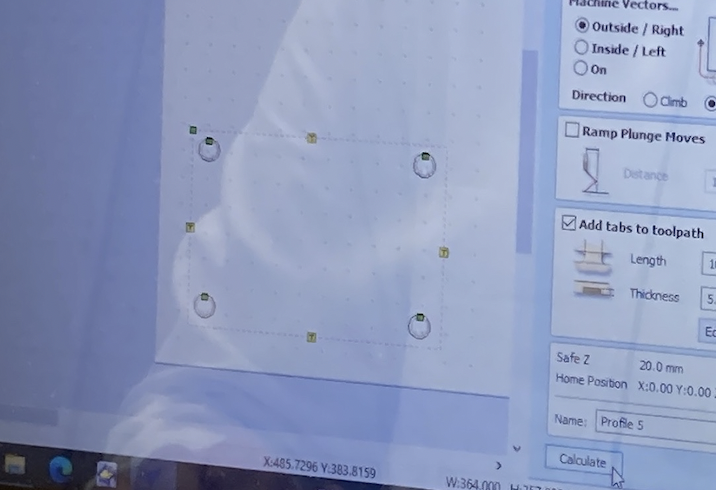 Machine Vectors...
Outside / Right
Inside / Left
On
Direction Climb
Ramp Plunge Moves
Distance
Add tabs to toolpath
Length
Thickness
Safe Z 20.0 mm
Home Position X:0.00 Y:0.00
Name: Profile 5
Calculate
X:485.7296 Y:383.8159
W:364.000